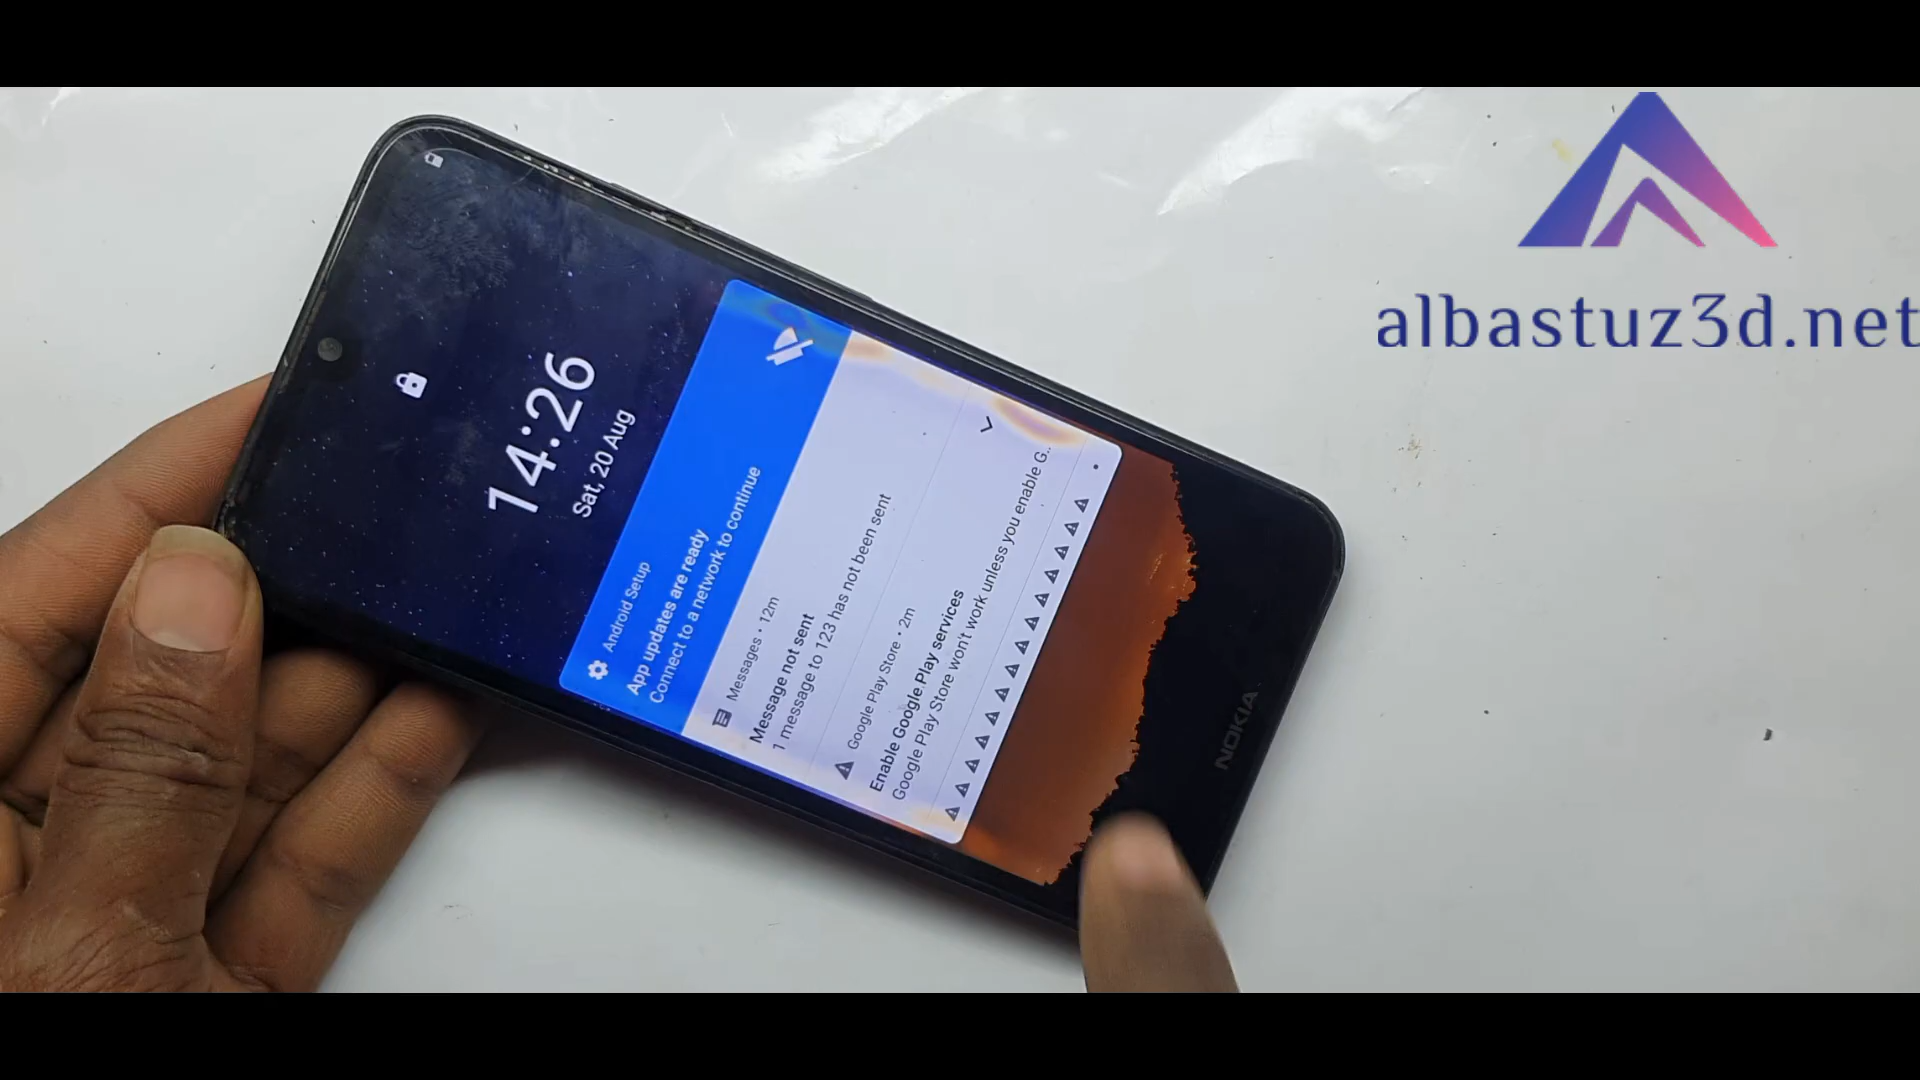 albastuz3d.net
14:26
Sat, 20 Aug
Android Setup
App updates are ready
Connect to a network to continue
Messages • 12m
Message not sent
1 message to 123 has not been sent
Google Play Store • 2m
Enable Google Play services
Google Play Store won't work unless you enable G..
NOKIA